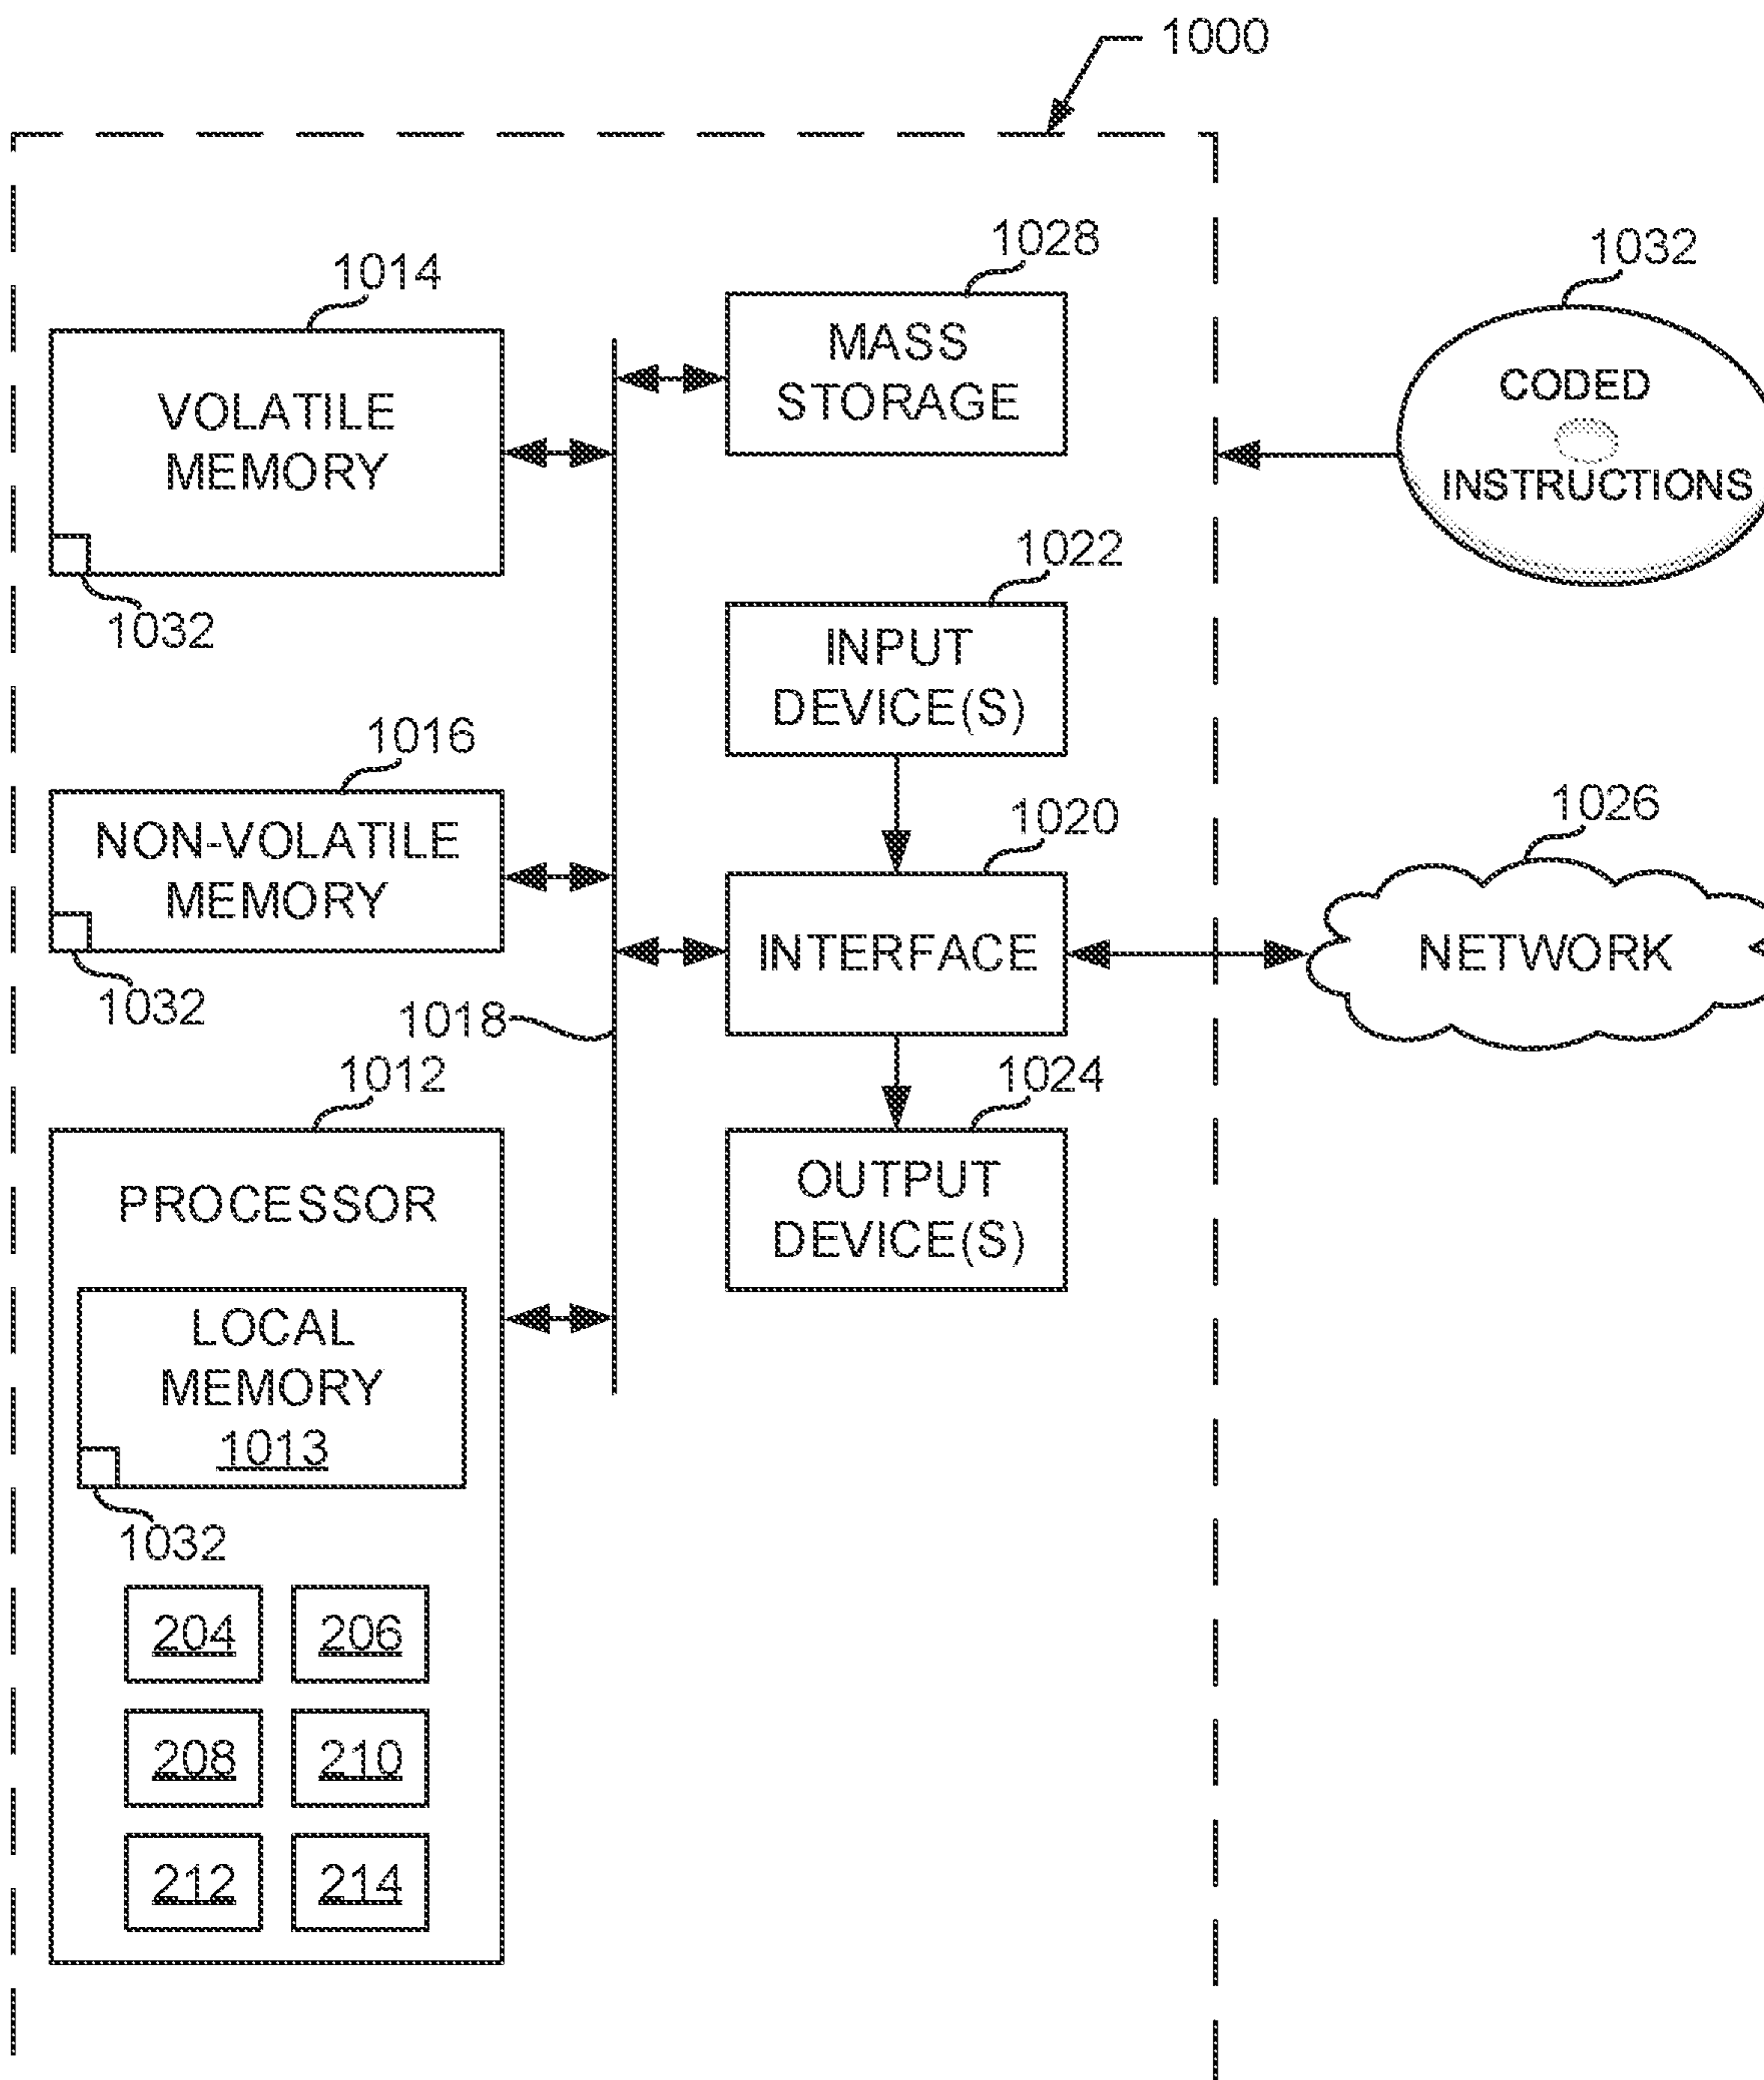 1000
1014
VOLATILE
MEMORY
1032
1028
MASS
STORAGE
1032
CODED
INSTRUCTIONS
1022
INPUT
DEVICE(S)
1016
NON-VOLATILE
MEMORY
1032
1020
INTERFACE
1026
NETWORK
1018
1012
PROCESSOR
LOCAL
MEMORY
1013
1032
1024
OUTPUT
DEVICE(S)
204 206
208 210
212 214